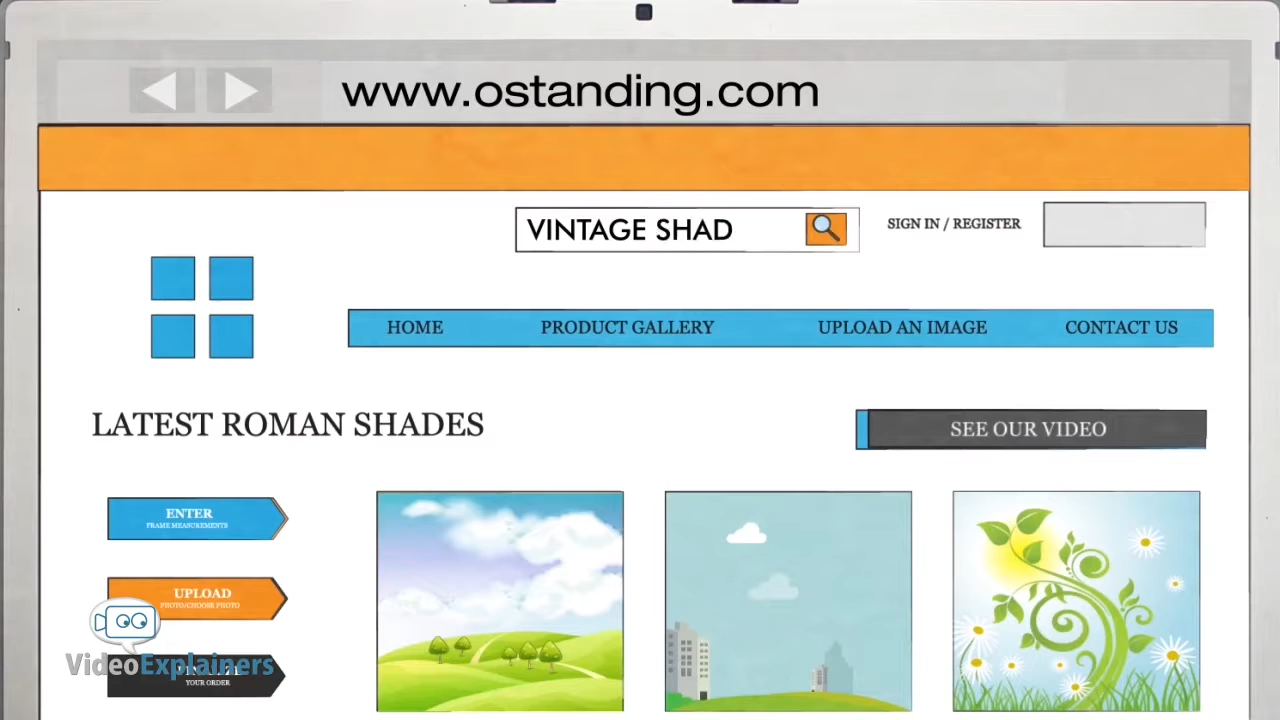 www.ostanding.com
VINTAGE SHAD
SIGN IN / REGISTER
HOME PRODUCT GALLERY UPLOAD AN IMAGE CONTACT US
LATEST ROMAN SHADES
SEE OUR VIDEO
ENTER
FRAME MEASUREMENTS
UPLOAD
PHOTO/CHOOSE PHOTO
VideoExplainers
YOUR ORDER